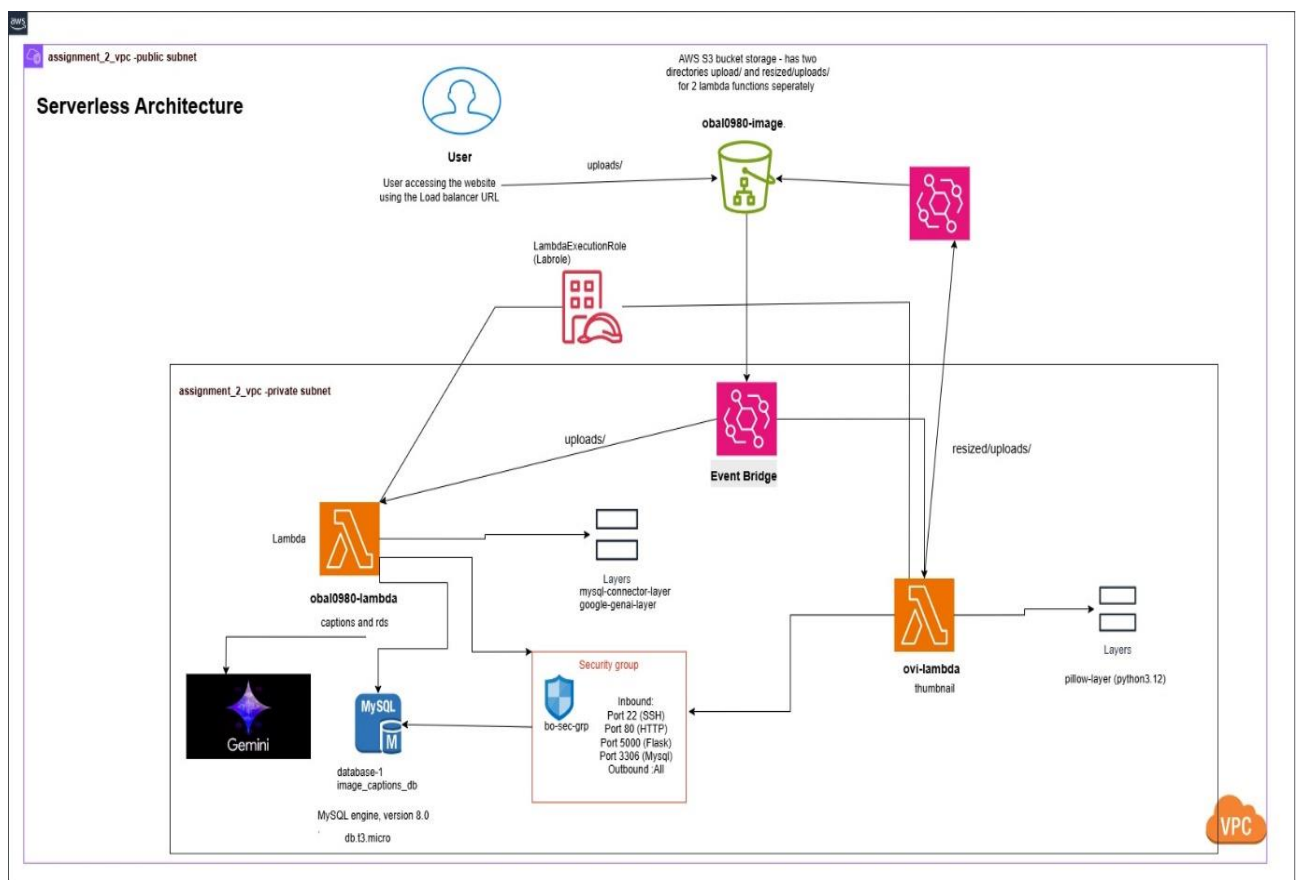 aws
assignment_2_vpc -public subnet
Serverless Architecture
AWS S3 bucket storage - has two
directories upload/ and resized/uploads/
for 2 lambda functions seperately
obal0980-image.
User
User accessing the website
using the Load balancer URL
uploads/
LambdaExecutionRole
(Labrole)
assignment_2_vpc -private subnet
uploads/
Event Bridge
resized/uploads/
Lambda
obal0980-lambda
captions and rds
Layers
mysql-connector-layer
google-genai-layer
ovi-lambda
thumbnail
Layers
pillow-layer (python3.12)
Gemini
MySQL
M
database-1
image_captions_db
MySQL engine, version 8.0
.
db.t3.micro
Security group
bo-sec-grp
Inbound:
Port 22 (SSH)
Port 80 (HTTP)
Port 5000 (Flask)
Port 3306 (Mysql)
Outbound :All
VPC